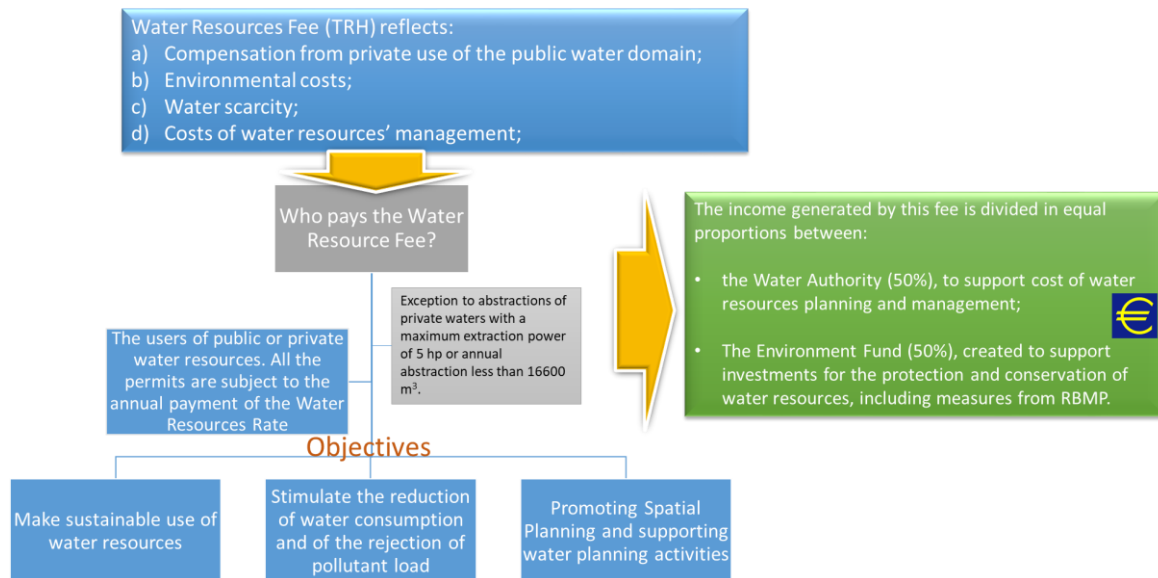 Water Resources Fee (TRH) reflects:
a) Compensation from private use of the public water domain;
b) Environmental costs;
c) Water scarcity;
d) Costs of water resources' management;
Who pays the Water
Resource Fee?
The income generated by this fee is divided in equal
proportions between:
• the Water Authority (50%), to support cost of water
resources planning and management;
• The Environment Fund (50%), created to support
investments for the protection and conservation of
water resources, including measures from RBMP.
€
Exception to abstractions of
private waters with a
maximum extraction power
of 5 hp or annual
abstraction less than 16600
m³.
The users of public or private
water resources. All the
permits are subject to the
annual payment of the Water
Resources Rate
Objectives
Make sustainable use of
water resources
Stimulate the reduction
of water consumption
and of the rejection of
pollutant load
Promoting Spatial
Planning and supporting
water planning activities